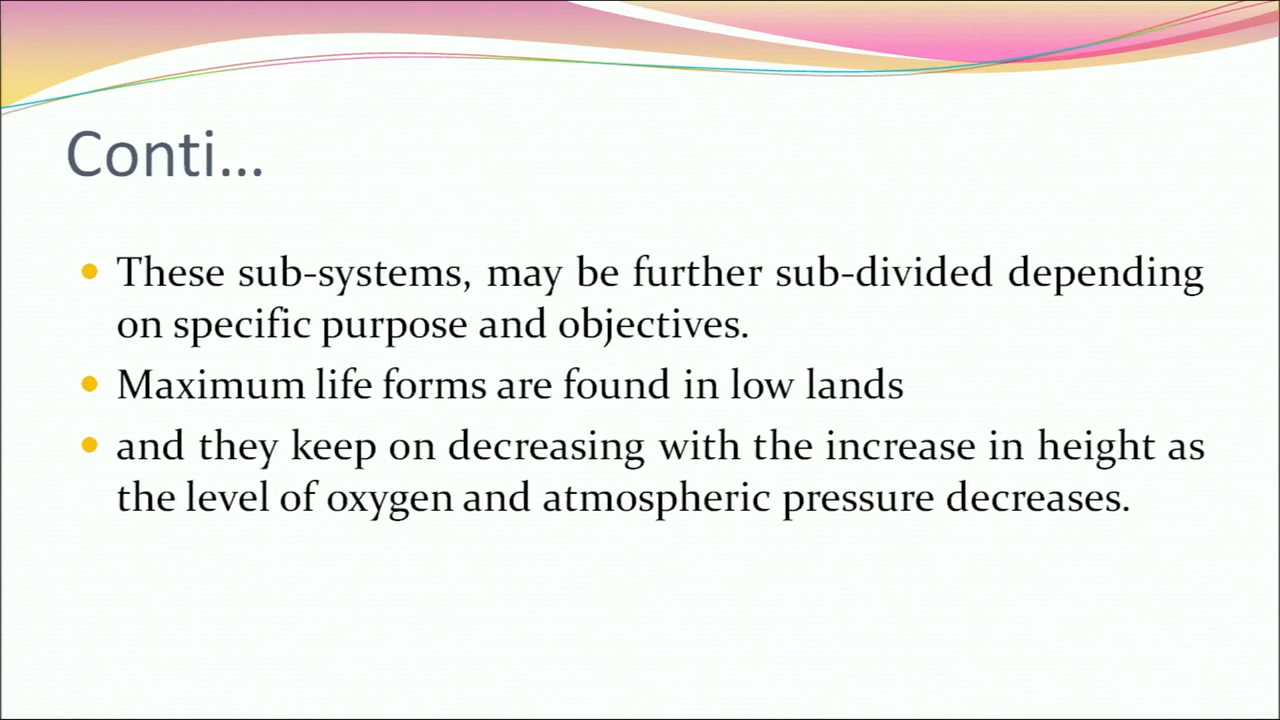 Conti...
These sub-systems, may be further sub-divided depending
on specific purpose and objectives.
Maximum life forms are found in low lands
and they keep on decreasing with the increase in height as
the level of oxygen and atmospheric pressure decreases.